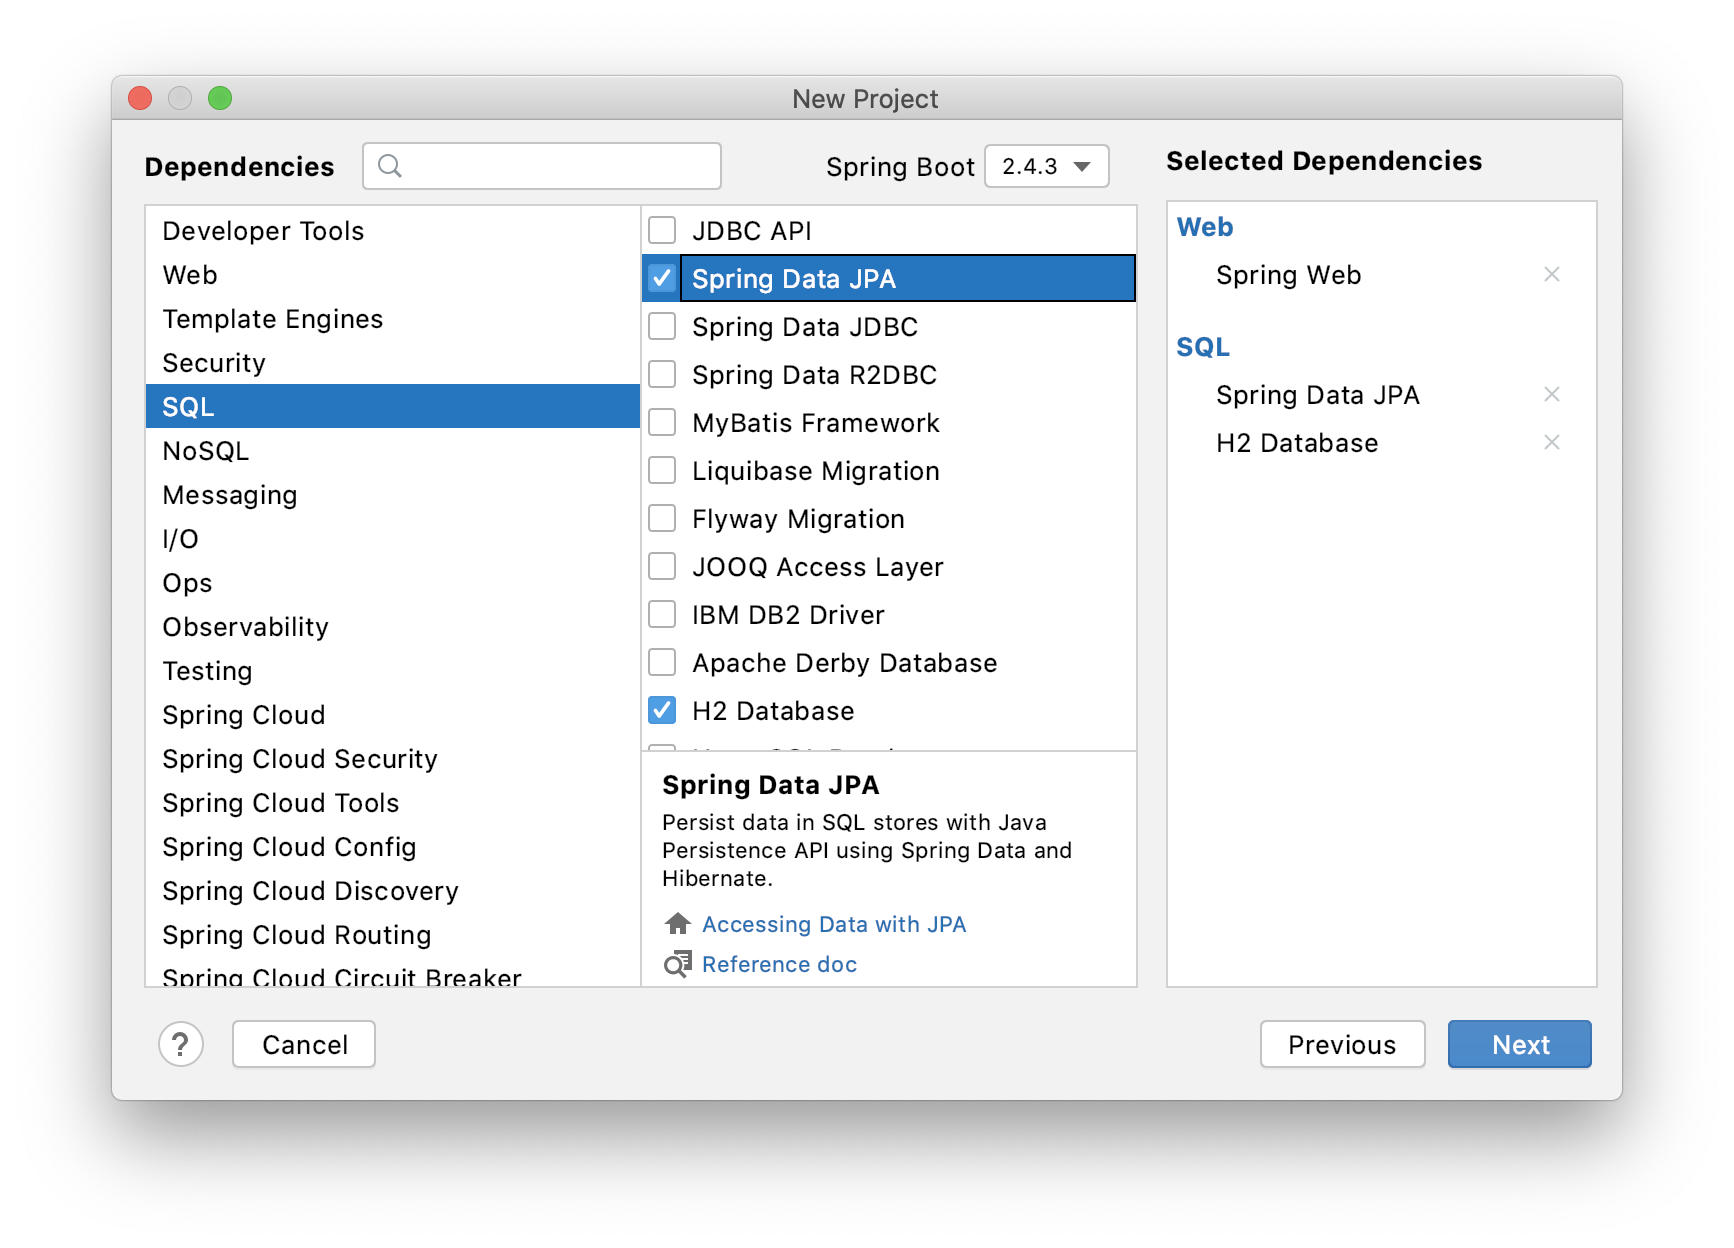 New Project
Dependencies
Spring Boot 2.4.3
Selected Dependencies
Developer Tools
Web
Template Engines
Security
SQL
NoSQL
Messaging
I/O
Ops
Observability
Testing
Spring Cloud
Spring Cloud Security
Spring Cloud Tools
Spring Cloud Config
Spring Cloud Discovery
Spring Cloud Routing
Spring Cloud Circuit Breaker
JDBC API
Spring Data JPA
Spring Data JDBC
Spring Data R2DBC
MyBatis Framework
Liquibase Migration
Flyway Migration
JOOQ Access Layer
IBM DB2 Driver
Apache Derby Database
H2 Database
Spring Data JPA
Persist data in SQL stores with Java
Persistence API using Spring Data and
Hibernate.
Accessing Data with JPA
Reference doc
Web
Spring Web
SQL
Spring Data JPA
H2 Database
?
Cancel
Previous
Next